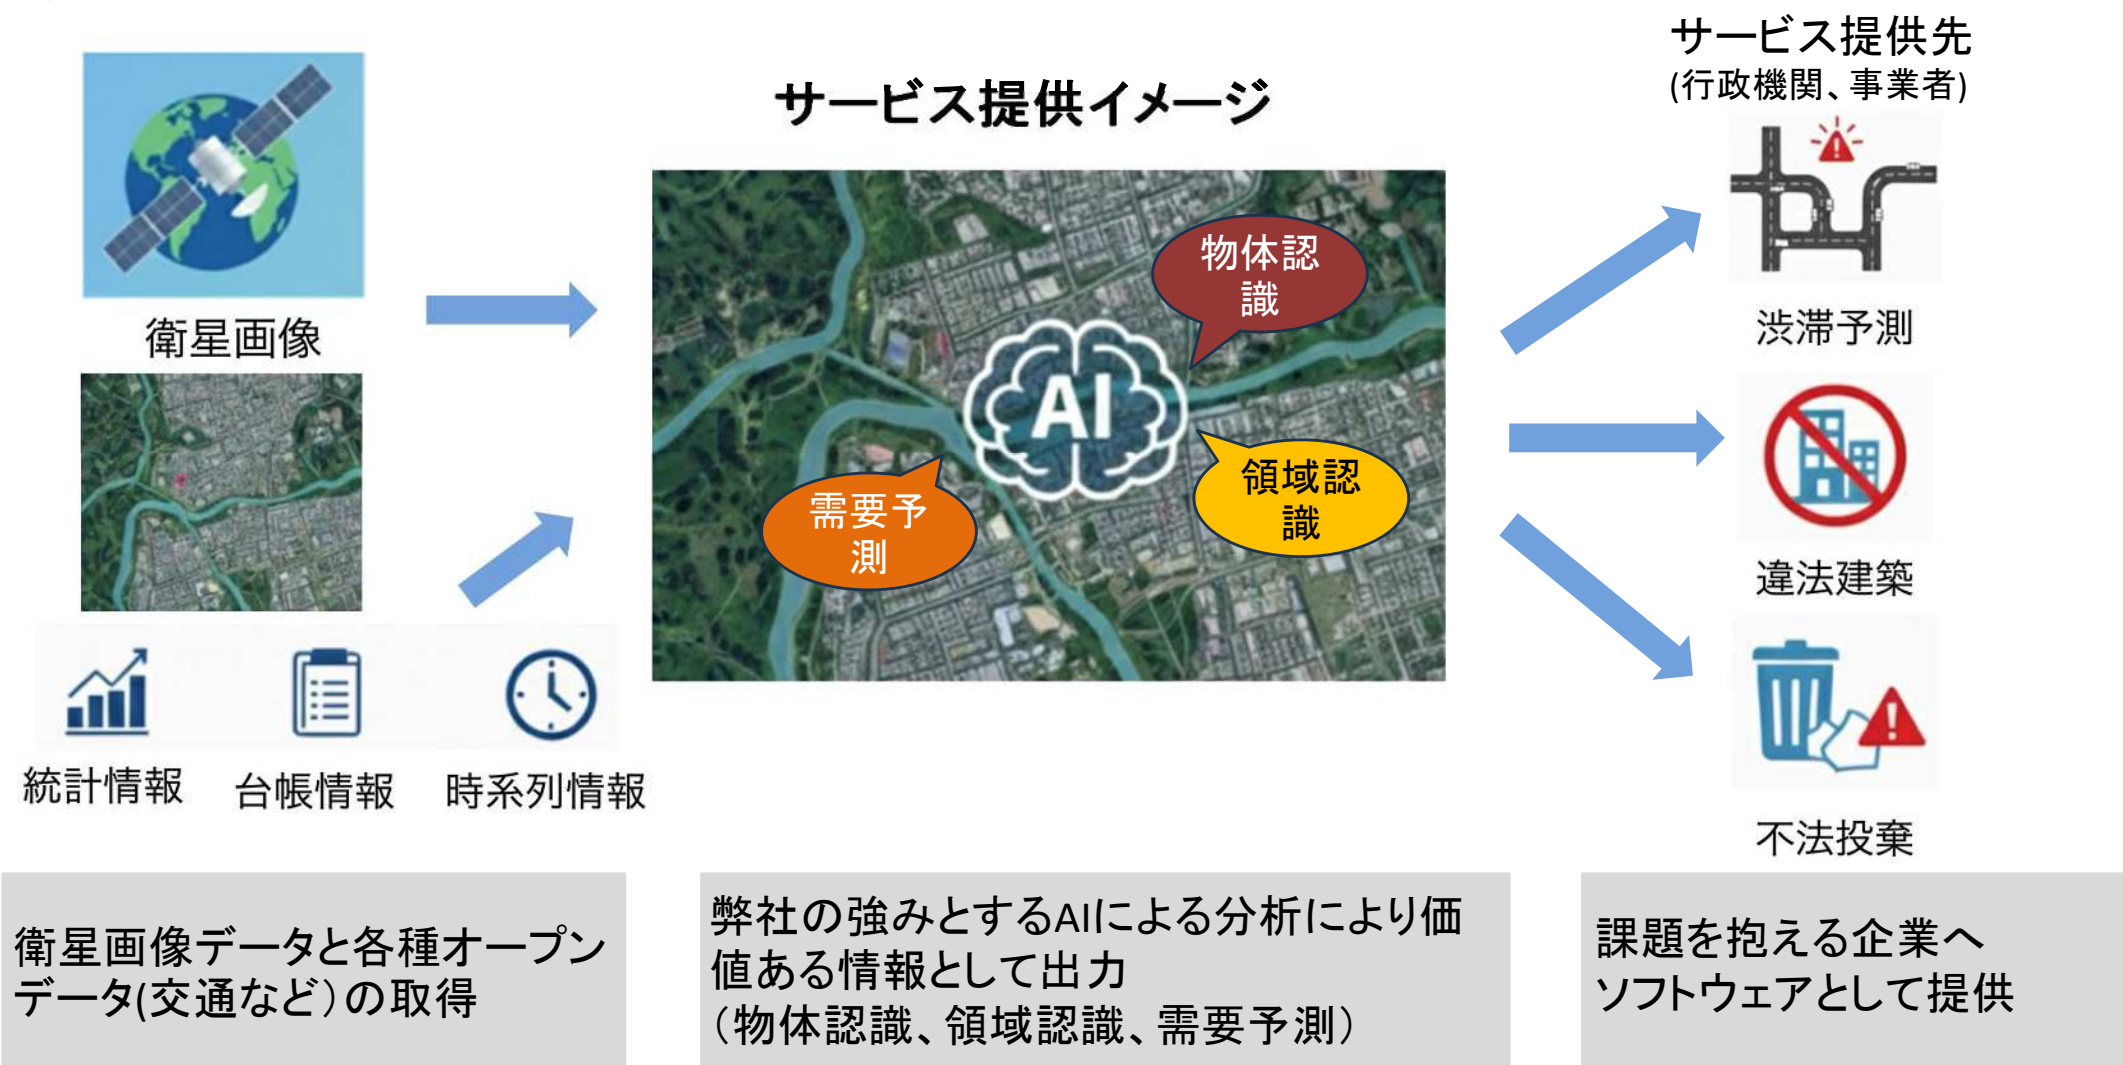 サービス提供イメージ
衛星画像
統計情報
台帳情報
時系列情報
AI
物体認
識
領域認
識
需要予
測
サービス提供先
(行政機関、事業者)
渋滞予測
違法建築
不法投棄
衛星画像データと各種オープン
データ(交通など）の取得
弊社の強みとするAIによる分析により価
値ある情報として出力
（物体認識、領域認識、需要予測）
課題を抱える企業へ
ソフトウェアとして提供